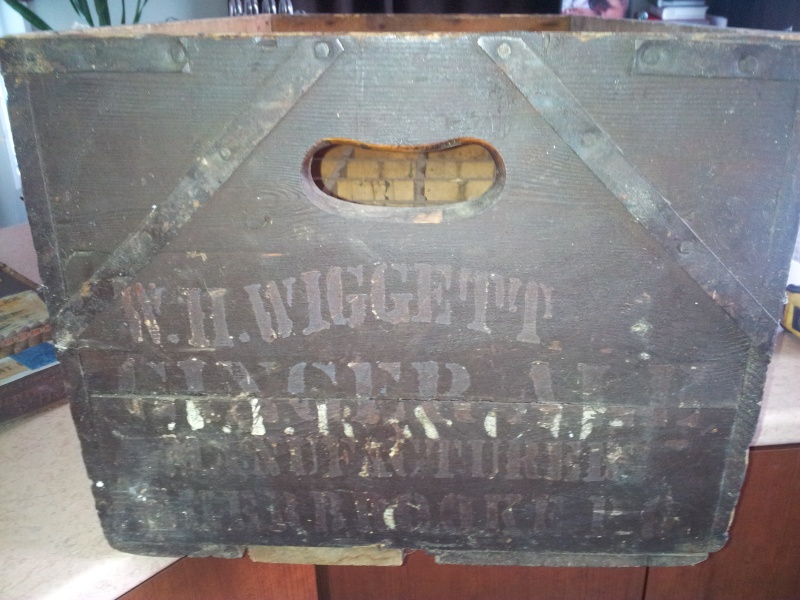 W.H. WIGGETT
GINGER ALE
MANUFACTURER
SHERBROOKE P.Q.